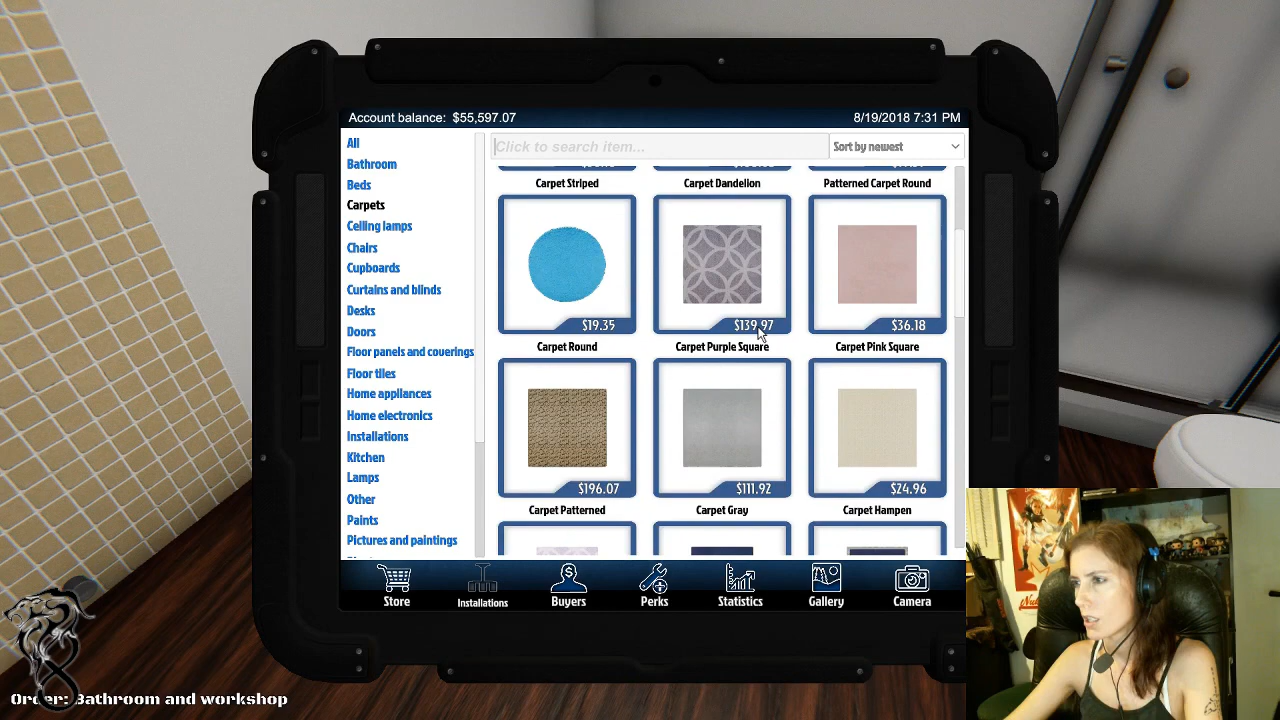 Account balance: $55,597.07
8/19/2018 7:31 PM
All
Bathroom
Beds
Carpets
Ceiling lamps
Chairs
Cupboards
Curtains and blinds
Desks
Doors
Floor panels and coverings
Floor tiles
Home appliances
Home electronics
Installations
Kitchen
Lamps
Other
Paints
Pictures and paintings
Click to search item...
Sort by newest
Carpet Striped
Carpet Dandelion
Patterned Carpet Round
$19.35
$139.97
$36.18
Carpet Round
Carpet Purple Square
Carpet Pink Square
$196.07
$111.92
$24.96
Carpet Patterned
Carpet Gray
Carpet Hampen
Store
Installations
Buyers
Perks
Statistics
Gallery
Camera
Order: Bathroom and workshop